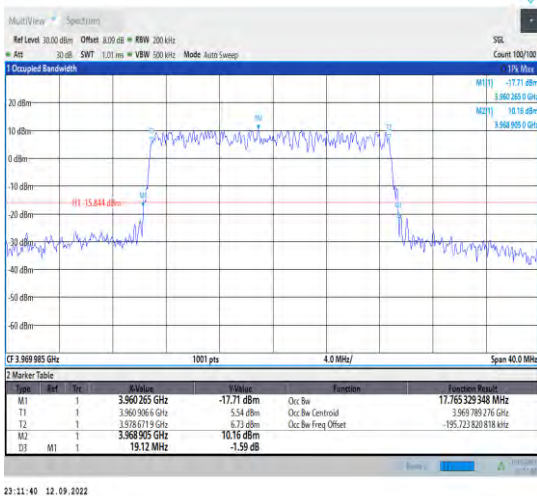 MultiView Spectrum
Ref Level 30.00 dBm Offset 8.09 dB RBW 200 kHz SGL
Att 30 dB SWT 1.01 ms VBW 500 kHz Mode Auto Sweep Count 100/100
1 Occupied Bandwidth 1Pk Max
M1[1] -17.71 dBm
3.960 265 0 GHz
M2[1] 10.16 dBm
3.968 905 0 GHz
20 dBm
10 dBm
0 dBm
-10 dBm
H1 -15.844 dBm
-30 dBm
-40 dBm
-50 dBm
-60 dBm
CF 3.969 985 GHz 1001 pts 4.0 MHz/ Span 40.0 MHz
2 Marker Table
Type Ref Trc X-Value Y-Value Function Function Result
M1 1 3.960 265 GHz -17.71 dBm Occ Bw 17.765 329 348 MHz
T1 1 3.960 906 6 GHz 5.54 dBm Occ Bw Centroid 3.969 789 276 GHz
T2 1 3.978 671 9 GHz 6.73 dBm Occ Bw Freq Offset -195.723 820 818 kHz
M2 1 3.968 905 GHz 10.16 dBm
D3 M1 1 19.12 MHz -1.59 dB
23:11:40 12.09.2022